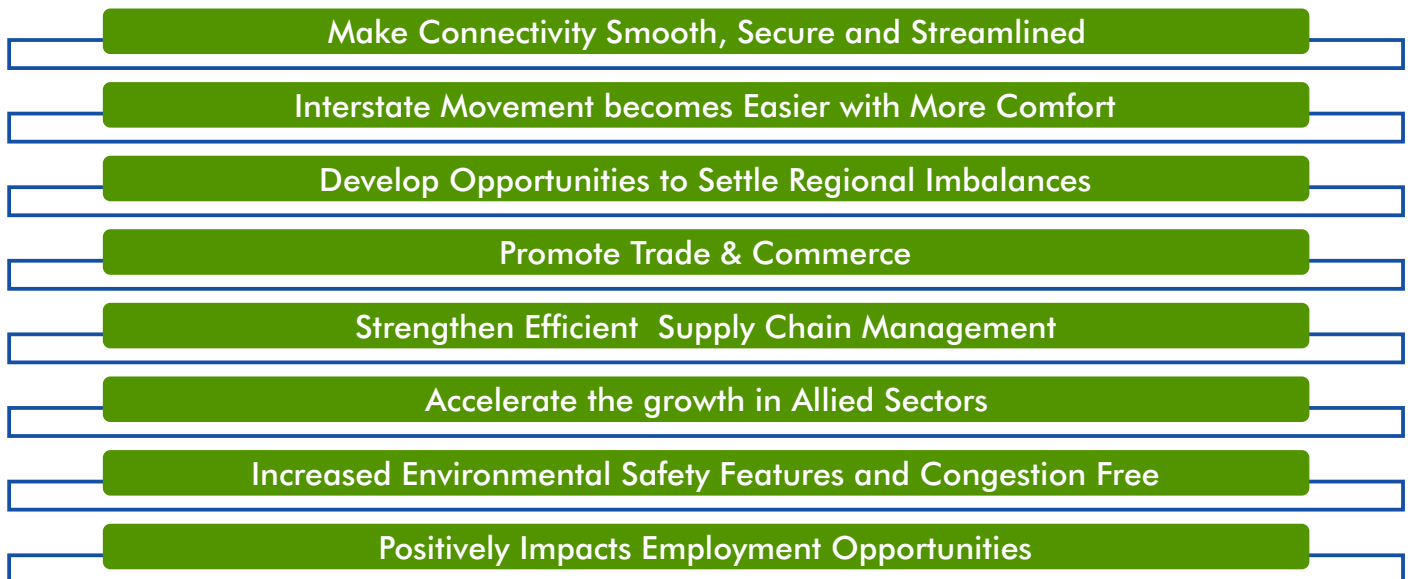 Make Connectivity Smooth, Secure and Streamlined
Interstate Movement becomes Easier with More Comfort
Develop Opportunities to Settle Regional Imbalances
Promote Trade & Commerce
Strengthen Efficient  Supply Chain Management
Accelerate the growth in Allied Sectors
Increased Environmental Safety Features and Congestion Free
Positively Impacts Employment Opportunities